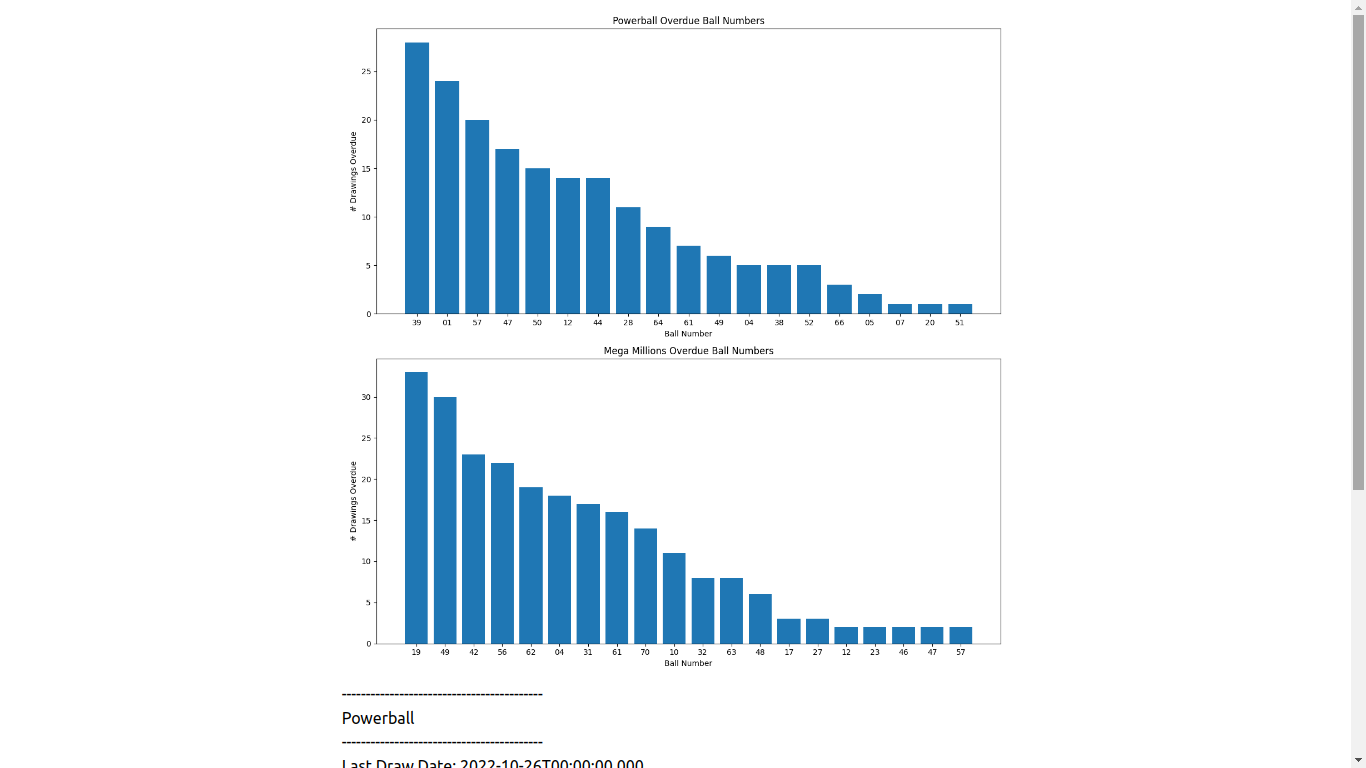 Powerball Overdue Ball Numbers
# Drawings Overdue
25
20
15
10
5
0
39 01 57 47 50 12 44 28 64 61 49 04 38 52 66 05 07 20 51
Ball Number
Mega Millions Overdue Ball Numbers
# Drawings Overdue
30
25
20
15
10
5
0
19 49 42 56 62 04 31 61 70 10 32 63 48 17 27 12 23 46 47 57
Ball Number
------------------------------------------
Powerball
------------------------------------------
Last Draw Date: 2022-10-26T00:00:00.000